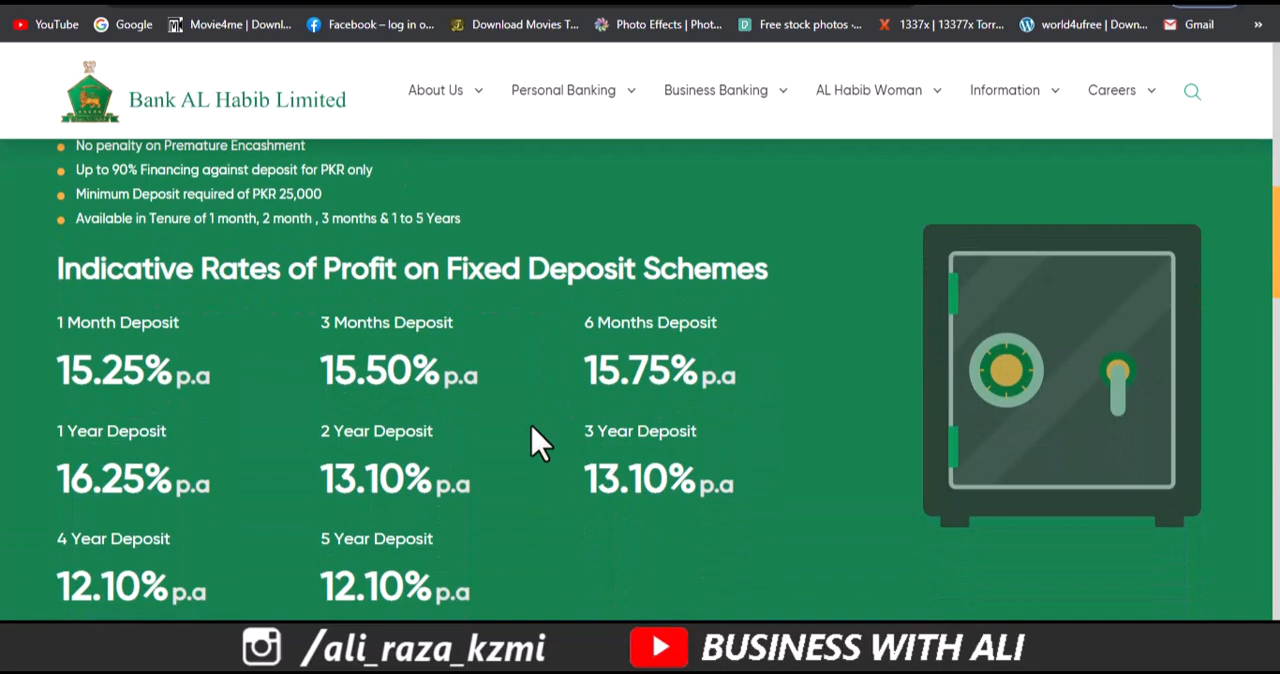 YouTube Google Movie4me | Downl... Facebook – log in o... Download Movies T... Photo Effects | Phot... Free stock photos -... 1337x | 13377x Torr... world4ufree | Down... Gmail »
Bank AL Habib Limited About Us Personal Banking Business Banking AL Habib Woman Information Careers
No penalty on Premature Encashment
Up to 90% Financing against deposit for PKR only
Minimum Deposit required of PKR 25,000
Available in Tenure of 1 month, 2 month , 3 months & 1 to 5 Years
Indicative Rates of Profit on Fixed Deposit Schemes
1 Month Deposit 3 Months Deposit 6 Months Deposit
15.25% p.a 15.50% p.a 15.75% p.a
1 Year Deposit 2 Year Deposit 3 Year Deposit
16.25% p.a 13.10% p.a 13.10% p.a
4 Year Deposit 5 Year Deposit
12.10% p.a 12.10% p.a
/ali_raza_kzmi BUSINESS WITH ALI